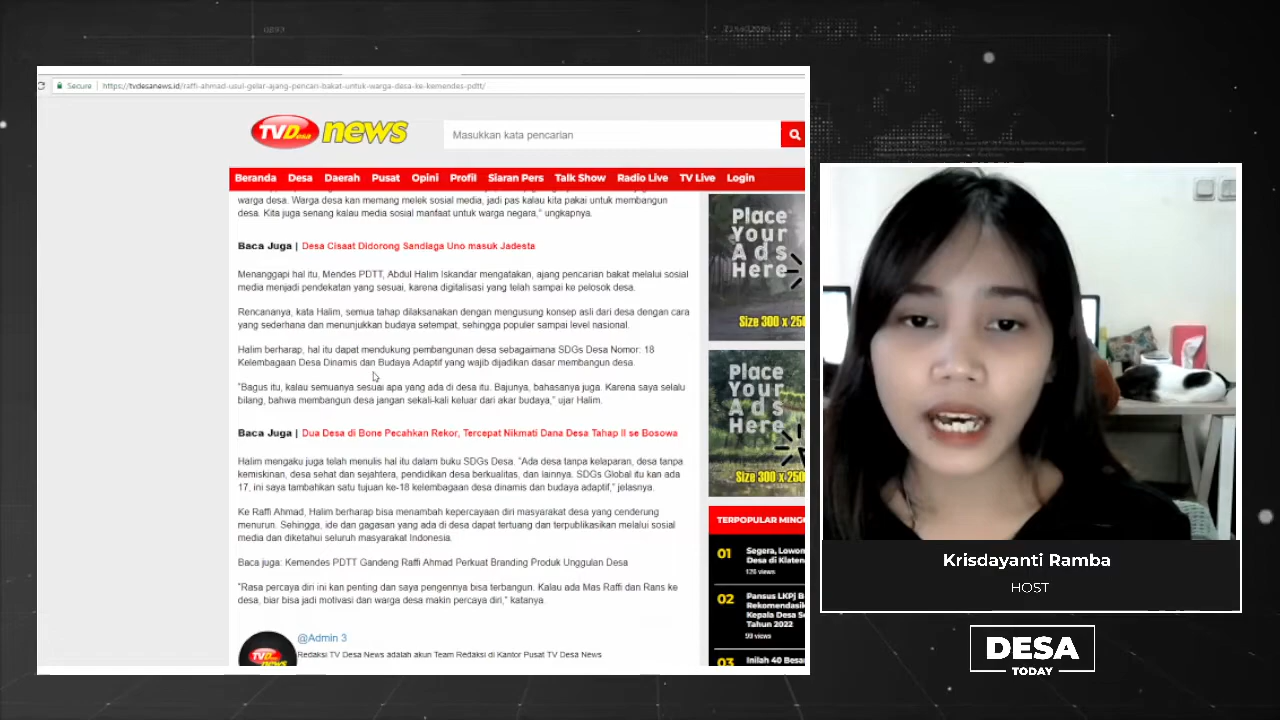 Secure https://tvdesanews.id/raffi-ahmad-usul-gelar-ajang-pencari-bakat-untuk-warga-desa-ke-kemendes-pdtt/
TVDesa news
Masukkan kata pencarian
Beranda Desa Daerah Pusat Opini Profil Siaran Pers Talk Show Radio Live TV Live Login
warga desa. Warga desa kan memang melek sosial media, jadi pas kalau kita pakai untuk membangun
desa. Kita juga senang kalau media sosial manfaat untuk warga negara," ungkapnya.
Baca Juga | Desa Cisaat Didorong Sandiaga Uno masuk Jadesta
Menanggapi hal itu, Mendes PDTT, Abdul Halim Iskandar mengatakan, ajang pencarian bakat melalui sosial
media menjadi pendekatan yang sesuai, karena digitalisasi yang telah sampai ke pelosok desa.
Rencananya, kata Halim, semua tahap dilaksanakan dengan mengusung konsep asli dari desa dengan cara
yang sederhana dan menunjukkan budaya setempat, sehingga populer sampai level nasional.
Halim berharap, hal itu dapat mendukung pembangunan desa sebagaimana SDGs Desa Nomor: 18
Kelembagaan Desa Dinamis dan Budaya Adaptif yang wajib dijadikan dasar membangun desa.
"Bagus itu, kalau semuanya sesuai apa yang ada di desa itu. Bajunya, bahasanya juga. Karena saya selalu
bilang, bahwa membangun desa jangan sekali-kali keluar dari akar budaya," ujar Halim.
Baca Juga | Dua Desa di Bone Pecahkan Rekor, Tercepat Nikmati Dana Desa Tahap II se Bosowa
Halim mengaku juga telah menulis hal itu dalam buku SDGs Desa. "Ada desa tanpa kelaparan, desa tanpa
kemiskinan, desa sehat dan sejahtera, pendidikan desa berkualitas, dan lainnya. SDGs Global itu kan ada
17, ini saya tambahkan satu tujuan ke-18 kelembagaan desa dinamis dan budaya adaptif," jelasnya.
Ke Raffi Ahmad, Halim berharap bisa menambah kepercayaan diri masyarakat desa yang cenderung
menurun. Sehingga, ide dan gagasan yang ada di desa dapat tertuang dan terpublikasikan melalui sosial
media dan diketahui seluruh masyarakat Indonesia.
Baca juga: Kemendes PDTT Gandeng Raffi Ahmad Perkuat Branding Produk Unggulan Desa
"Rasa percaya diri ini kan penting dan saya pengennya bisa terbangun. Kalau ada Mas Raffi dan Rans ke
desa, biar bisa jadi motivasi dan warga desa makin percaya diri," katanya.
@Admin 3
Redaksi TV Desa News adalah akun Team Redaksi di Kantor Pusat TV Desa News
Place
Your
Ads
Here
Size 300 x 250
Place
Your
Ads
Here
Size 300 x 250
TERPOPULAR MINGU
01 Segera, Lowon
Desa di Klaten
128 views
02 Pansus LKPj B
Rekomendasik
Kepala Desa Se
Tahun 2022
99 views
03 Inilah 40 Besar
Krisdayanti Ramba
HOST
DESA
TODAY